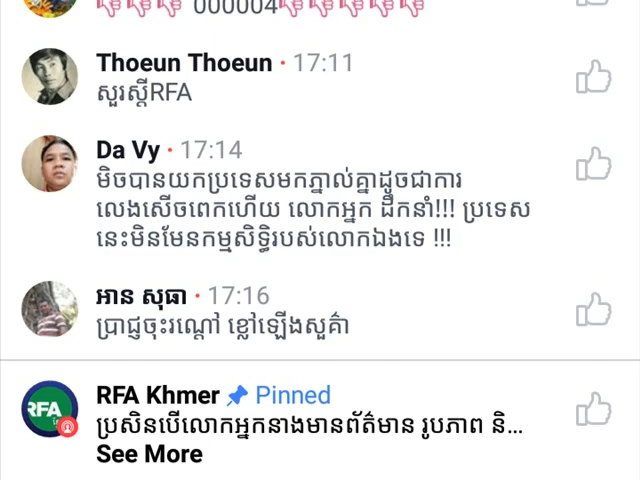 000004
Thoeun Thoeun • 17:11
សួរស្តីRFA
Da Vy • 17:14
មិចបានយកប្រទេសមកភ្នាល់គ្នាដូចជាការ
លេងសើចពេកហើយ លោកអ្នក ដឹកនាំ!!! ប្រទេស
នេះមិនមែនកម្មសិទ្ធិរបស់លោកឯងទេ !!!
អាន សុធា • 17:16
ប្រាជ្ញចុះរណ្តៅ ខ្លៅឡើងសួគ៌ា
RFA Khmer Pinned
RFA
ប្រសិនបើលោកអ្នកនាងមានព័ត៌មាន រូបភាព និ...
See More